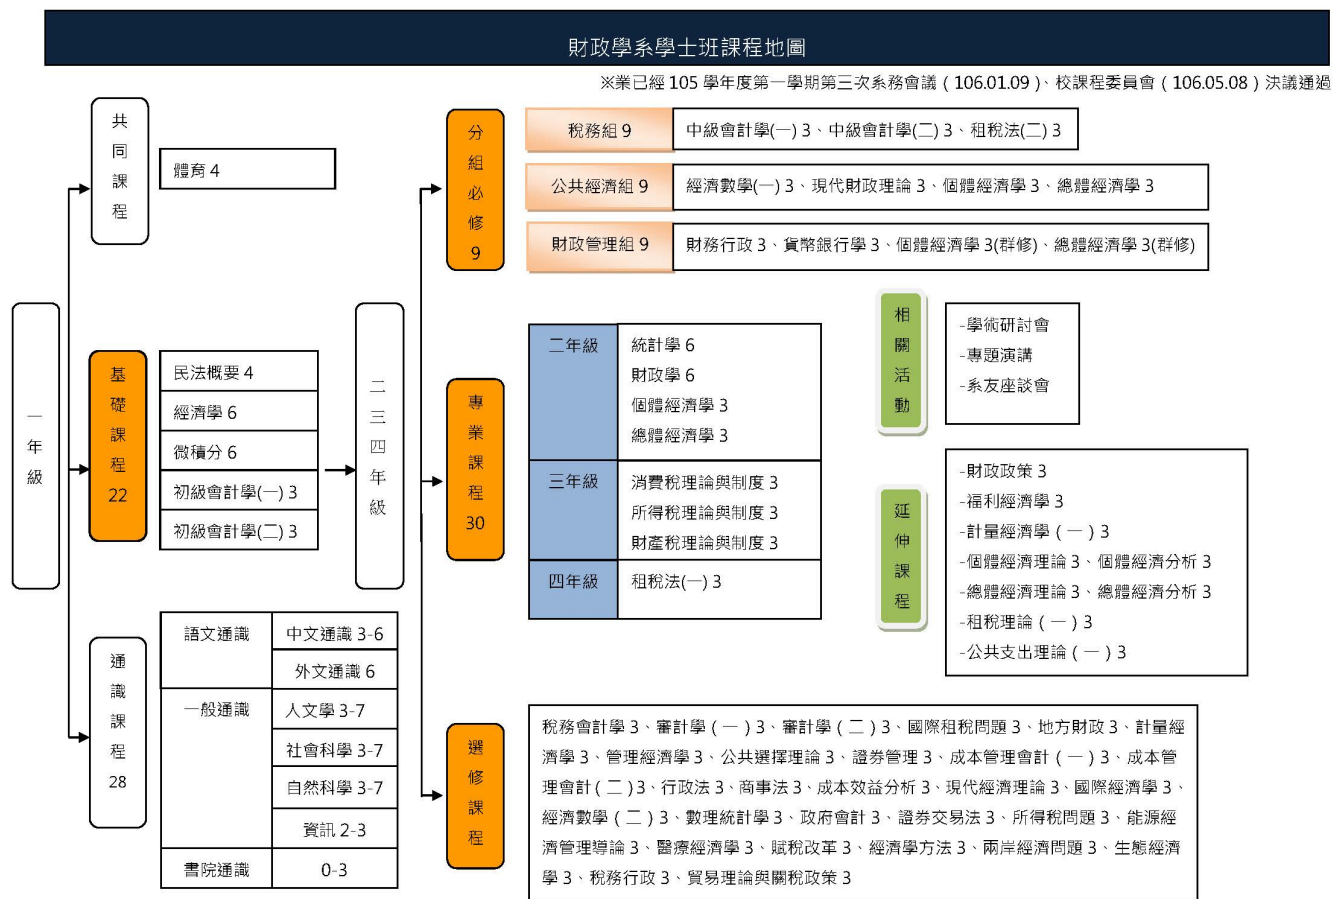 財政學系學士班課程地圖
※業已經 105 學年度第一學期第三次系務會議（106.01.09）、校課程委員會（106.05.08）決議通過
一年級
共同課程
體育 4
基礎課程 22
民法概要 4
經濟學 6
微積分 6
初級會計學(一) 3
初級會計學(二) 3
通識課程 28
語文通識
中文通識 3-6
外文通識 6
一般通識
人文學 3-7
社會科學 3-7
自然科學 3-7
資訊 2-3
書院通識
0-3
二三四年級
分組必修 9
稅務組 9
中級會計學(一) 3、中級會計學(二) 3、租稅法(二) 3
公共經濟組 9
經濟數學(一) 3、現代財政理論 3、個體經濟學 3、總體經濟學 3
財政管理組 9
財務行政 3、貨幣銀行學 3、個體經濟學 3(群修)、總體經濟學 3(群修)
專業課程 30
二年級
統計學 6
財政學 6
個體經濟學 3
總體經濟學 3
三年級
消費稅理論與制度 3
所得稅理論與制度 3
財產稅理論與制度 3
四年級
租稅法(一) 3
相關活動
-學術研討會
-專題演講
-系友座談會
延伸課程
-財政政策 3
-福利經濟學 3
-計量經濟學（一）3
-個體經濟理論 3、個體經濟分析 3
-總體經濟理論 3、總體經濟分析 3
-租稅理論（一）3
-公共支出理論（一）3
選修課程
稅務會計學 3、審計學（一）3、審計學（二）3、國際租稅問題 3、地方財政 3、計量經
濟學 3、管理經濟學 3、公共選擇理論 3、證券管理 3、成本管理會計（一）3、成本管
理會計（二）3、行政法 3、商事法 3、成本效益分析 3、現代經濟理論 3、國際經濟學 3、
經濟數學（二）3、數理統計學 3、政府會計 3、證券交易法 3、所得稅問題 3、能源經
濟管理導論 3、醫療經濟學 3、賦稅改革 3、經濟學方法 3、兩岸經濟問題 3、生態經濟
學 3、稅務行政 3、貿易理論與關稅政策 3